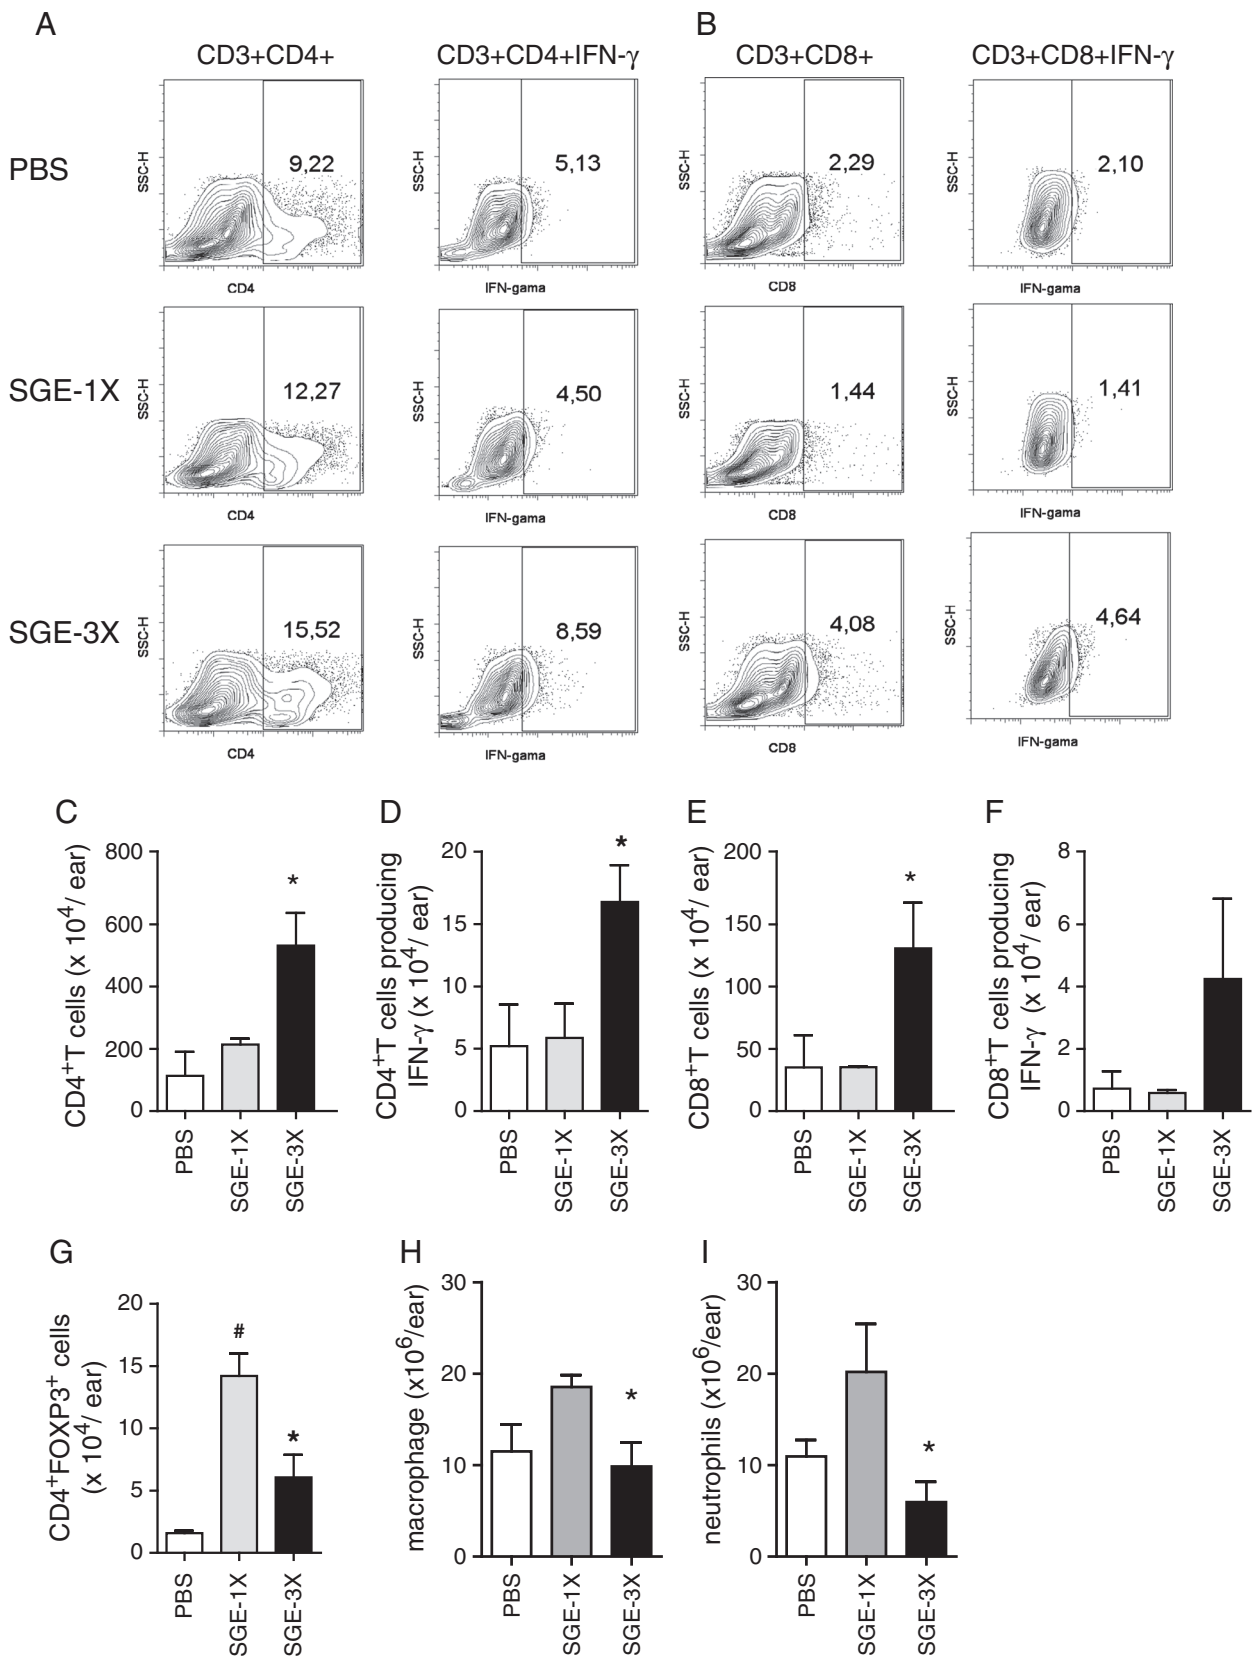 A
B
CD3+CD4+
CD3+CD4+IFN-γ
CD3+CD8+
CD3+CD8+IFN-γ
PBS
SSC-H
9,22
CD4
SSC-H
5,13
IFN-gama
SSC-H
2,29
CD8
SSC-H
2,10
IFN-gama
SGE-1X
SSC-H
12,27
CD4
SSC-H
4,50
IFN-gama
SSC-H
1,44
CD8
SSC-H
1,41
IFN-gama
SGE-3X
SSC-H
15,52
CD4
SSC-H
8,59
IFN-gama
SSC-H
4,08
CD8
SSC-H
4,64
IFN-gama
C
CD4⁺T cells (x 10⁴/ ear)
800
600
400
200
0
*
PBS
SGE-1X
SGE-3X
D
CD4⁺T cells producing
IFN-γ (x 10⁴/ ear)
20
15
10
5
0
*
PBS
SGE-1X
SGE-3X
E
CD8⁺T cells (x 10⁴/ ear)
200
150
100
50
0
*
PBS
SGE-1X
SGE-3X
F
CD8⁺T cells producing
IFN-γ (x 10⁴/ ear)
8
6
4
2
0
PBS
SGE-1X
SGE-3X
G
CD4⁺FOXP3⁺ cells
(x 10⁴/ ear)
20
15
10
5
0
#
*
PBS
SGE-1X
SGE-3X
H
macrophage (x10⁶/ear)
30
20
10
0
*
PBS
SGE-1X
SGE-3X
I
neutrophils (x10⁶/ear)
30
20
10
0
*
PBS
SGE-1X
SGE-3X